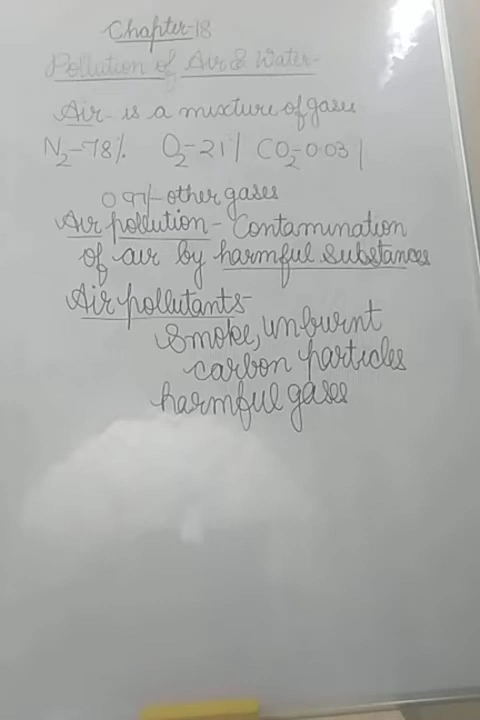 Chapter-18
Pollution of Air & Water-
Air- is a mixture of gases
N2-78% O2-21% CO2-0.03%
0.97% other gases
Air pollution - Contamination
of air by harmful substances
Air pollutants-
Smoke, unburnt
carbon particles
harmful gases